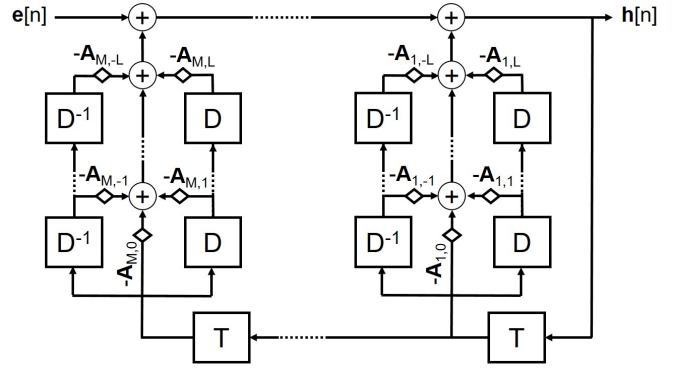 e[n] + + h[n]
-A_{M,-L} + -A_{M,L} -A_{1,-L} + -A_{1,L}
D^{-1} D D^{-1} D
-A_{M,-1} + -A_{M,1} -A_{1,-1} + -A_{1,1}
D^{-1} D D^{-1} D
-A_{M,0} -A_{1,0}
T T